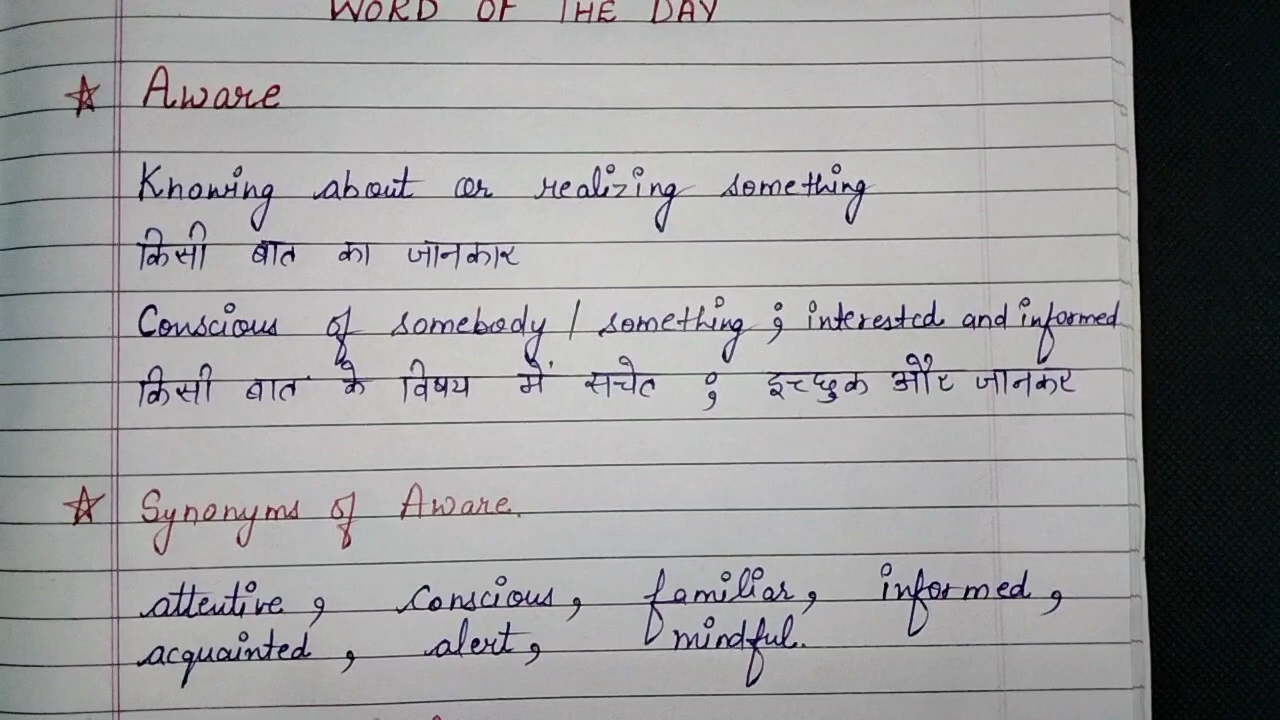 WORD OF THE DAY
☆ Aware
Knowing about or realizing something
किसी बात का जानकार
Conscious of somebody / something ; interested and informed
किसी बात के विषय में सचेत ; इच्छुक और जानकर
☆ Synonyms of Aware.
attentive, conscious, familiar, informed,
acquainted, alert, mindful.